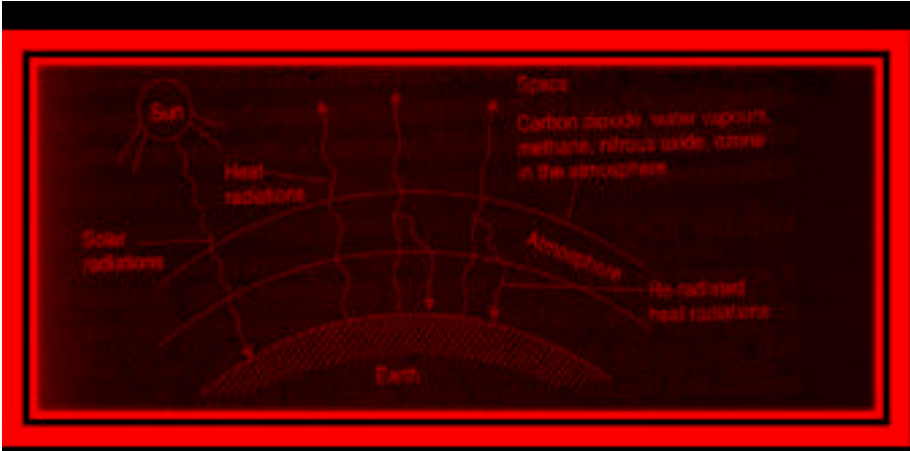 Sun
Space
Carbon dioxide, water vapours,
methane, nitrous oxide, ozone
in the atmosphere
Heat
radiations
Solar
radiations
Atmosphere
Re-radiated
heat radiations
Earth